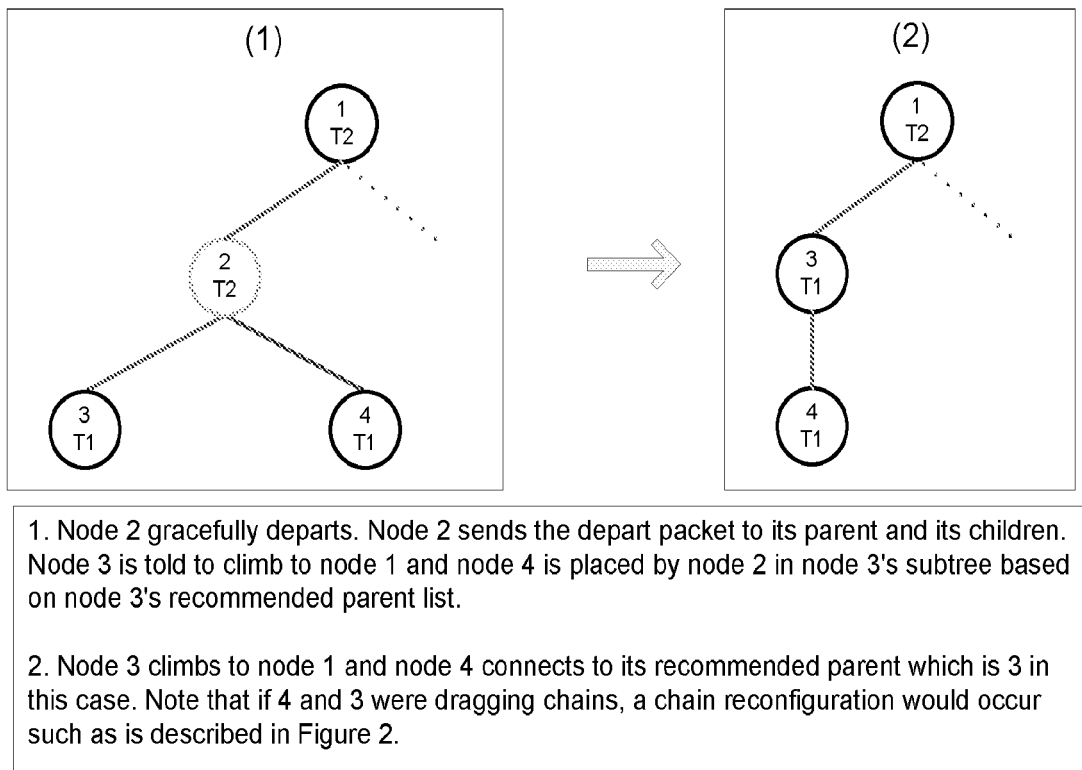 (1)
1
T2
2
T2
3
T1
4
T1
(2)
1
T2
3
T1
4
T1
1. Node 2 gracefully departs. Node 2 sends the depart packet to its parent and its children.
Node 3 is told to climb to node 1 and node 4 is placed by node 2 in node 3's subtree based
on node 3's recommended parent list.
2. Node 3 climbs to node 1 and node 4 connects to its recommended parent which is 3 in
this case. Note that if 4 and 3 were dragging chains, a chain reconfiguration would occur
such as is described in Figure 2.